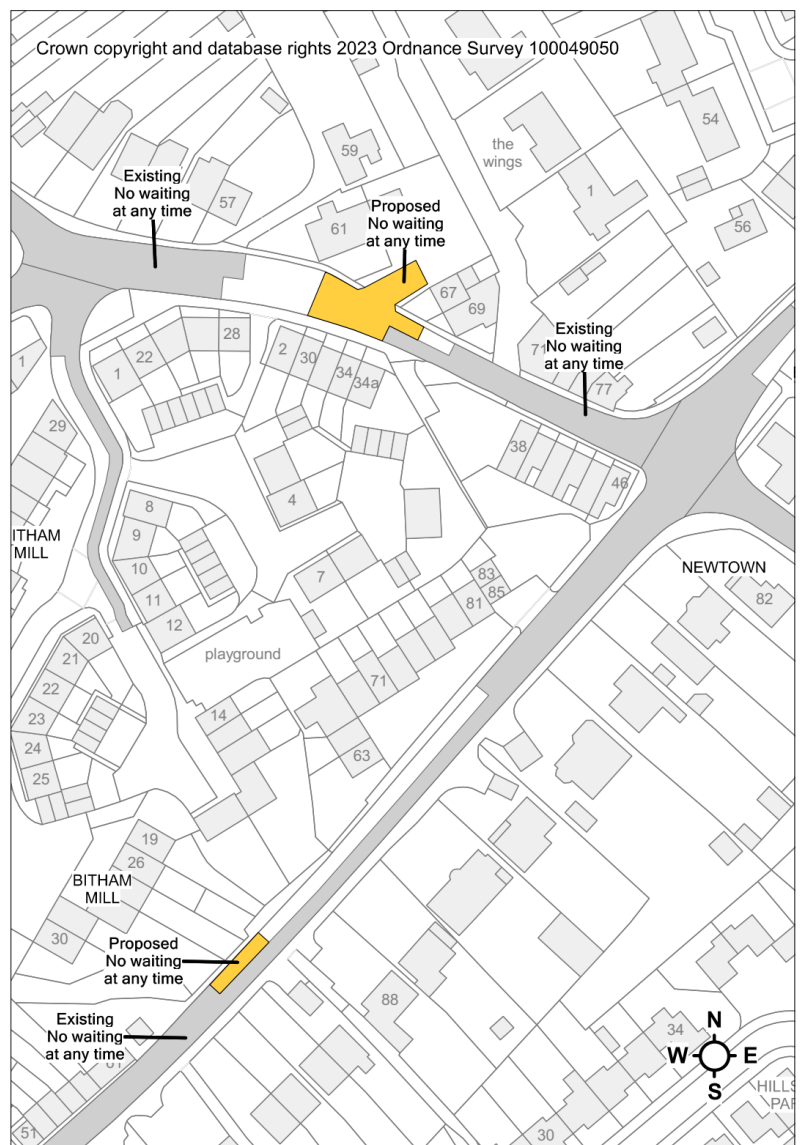 Crown copyright and database rights 2023 Ordnance Survey 100049050
54
59
the
wings
Existing
No waiting
at any time
57
1
Proposed
No waiting
at any time
61
56
67
69
28
22
1
1
2
30
34
34a
71
Existing
No waiting
at any time
77
29
38
46
8
4
9
ITHAM
MILL
10
7
83
NEWTOWN
85
82
11
81
12
20
playground
21
71
22
14
23
24
63
25
19
26
BITHAM
MILL
30
Proposed
No waiting
at any time
88
Existing
No waiting
at any time
34
N
W
E
S
61
HILLS
PAR
51
30